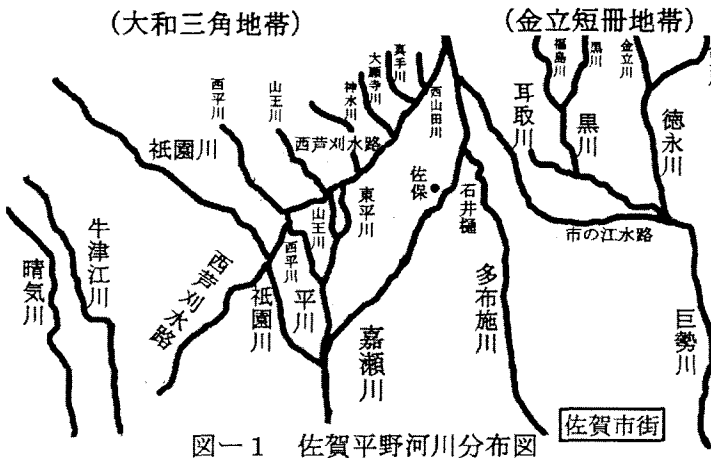 (大和三角地帯)
(金立短冊地帯)
真手川
大願寺川
神水川
山王川
西平川
西山田川
福島川
黒川
金立川
耳取川
黒川
徳永川
祇園川
西芦刈水路
佐保
石井樋
東平川
山王川
西平川
市の江水路
牛津江川
晴気川
西芦刈水路
祇園川
平川
嘉瀬川
多布施川
巨勢川
佐賀市街
図－1 佐賀平野河川分布図